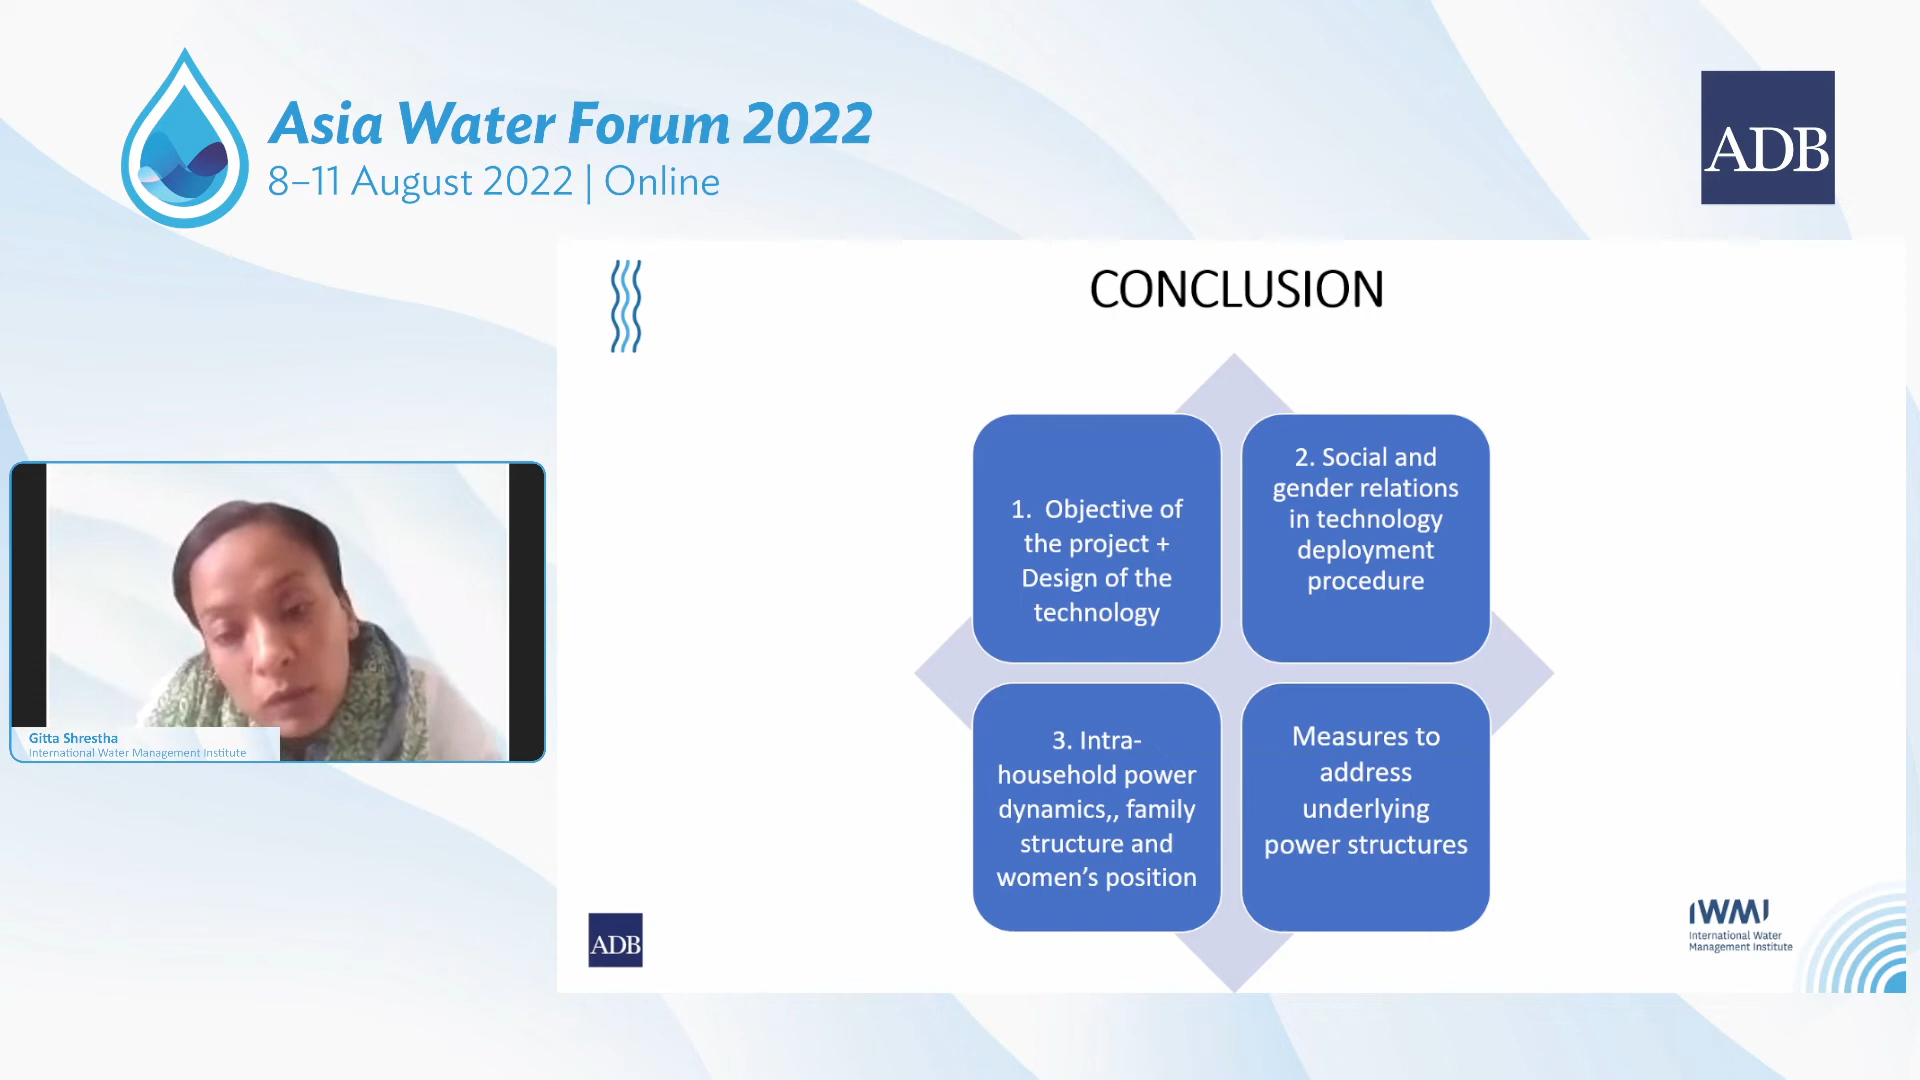 Asia Water Forum 2022
8–11 August 2022 | Online
ADB
CONCLUSION
1. Objective of
the project +
Design of the
technology
2. Social and
gender relations
in technology
deployment
procedure
3. Intra-
household power
dynamics,, family
structure and
women's position
Measures to
address
underlying
power structures
Gitta Shrestha
International Water Management Institute
ADB
IWMI
International Water
Management Institute